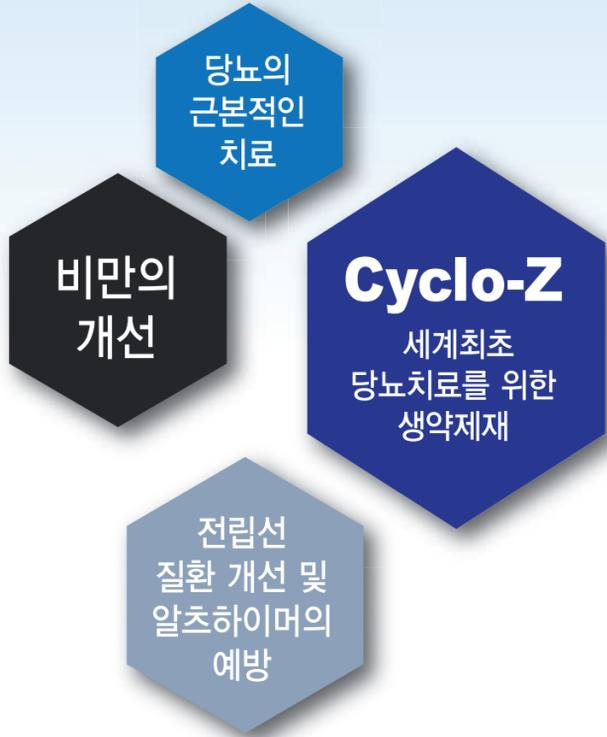 당뇨의
근본적인
치료
비만의
개선
Cyclo-Z
세계최초
당뇨치료를 위한
생약제재
전립선
질환 개선 및
알츠하이머의
예방